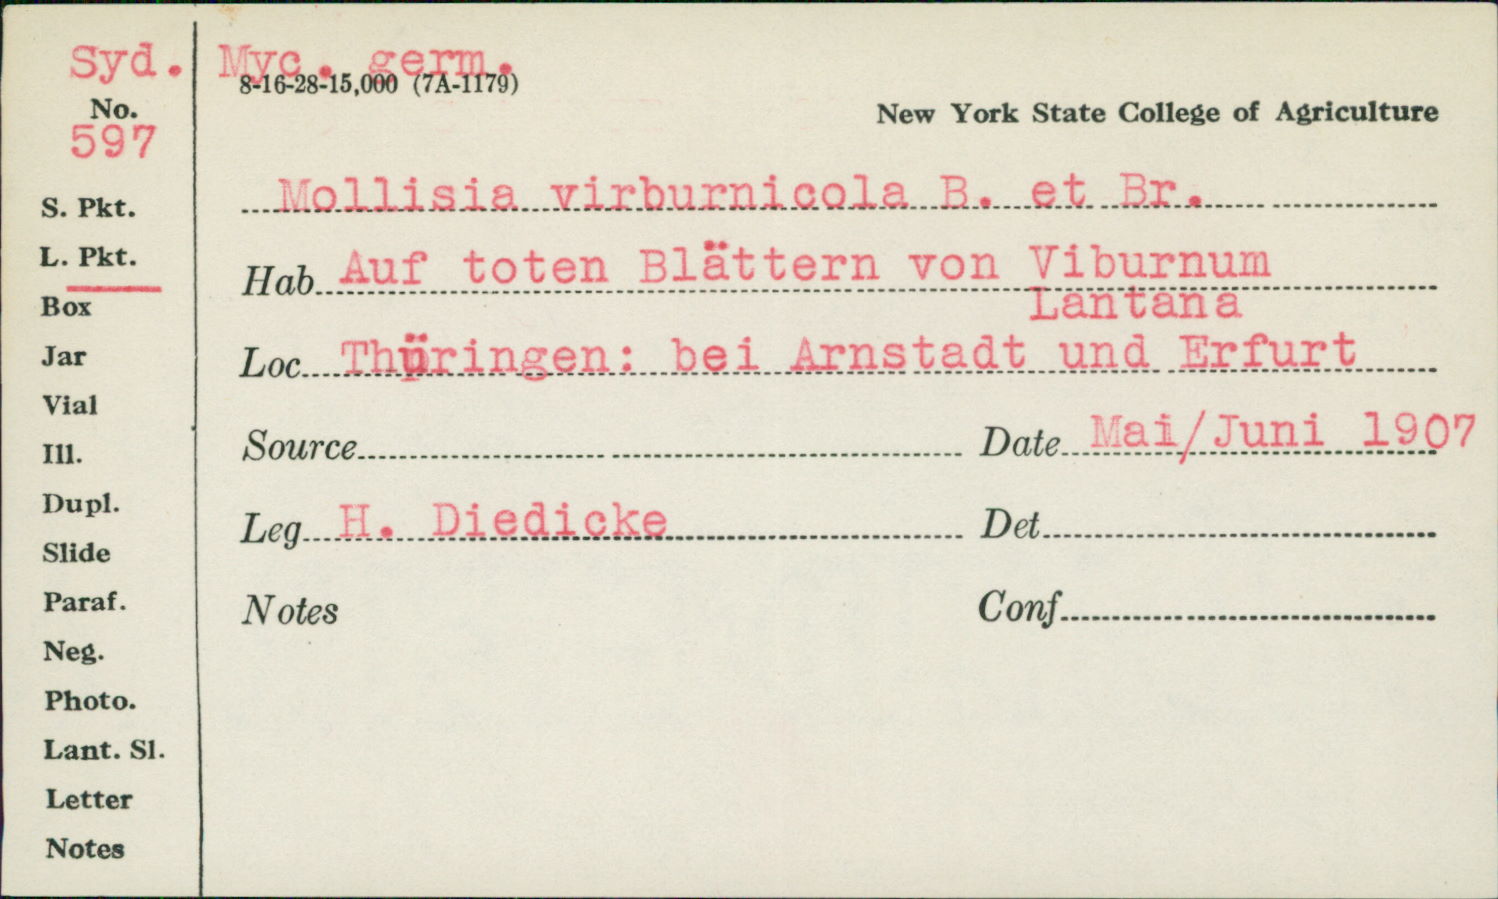 Syd. Myc. germ.
8-16-28-15,000 (7A-1179)
No.
597
New York State College of Agriculture
Mollisia virburnicola B. et Br.
S. Pkt.
L. Pkt.
Hab Auf toten Blättern von Viburnum
Lantana
Box
Jar
Loc Thüringen: bei Arnstadt und Erfurt
Vial
Ill.
Source Date Mai/Juni 1907
Dupl.
Leg H. Diedicke Det
Slide
Paraf.
Notes Conf
Neg.
Photo.
Lant. Sl.
Letter
Notes